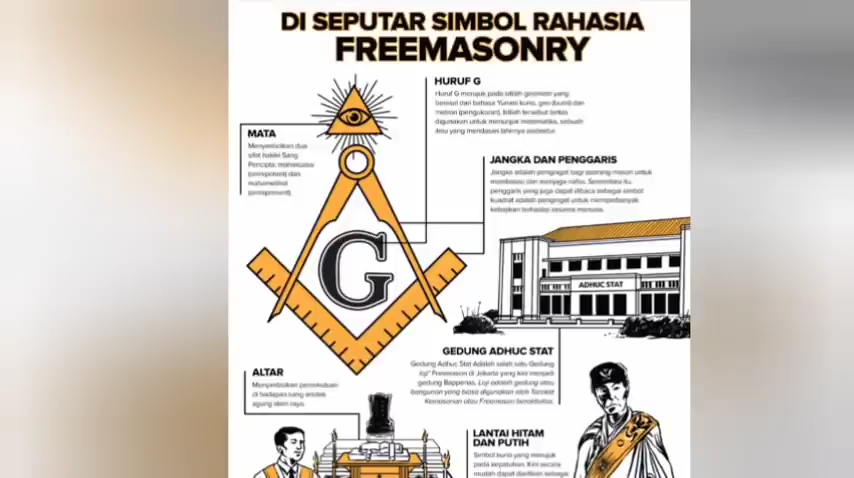 DI SEPUTAR SIMBOL RAHASIA
FREEMASONRY
HURUF G
Huruf G merujuk pada istilah geometri yang
berasal dari bahasa Yunani kuno, geo (bumi) dan
metron (pengukuran). Istilah tersebut lantas
digunakan untuk menunjuk matematika, sebuah
ilmu yang mendasari lahirnya arsitektur.
MATA
Menyimbolkan dua
sifat hakiki Sang
Pencipta: mahakuasa
(omnipotent) dan
mahamelihat
(omnipresent).
JANGKA DAN PENGGARIS
Jangka adalah pengingat bagi seorang mason untuk
membatasi dan menjaga nafsu. Sementara itu,
penggaris yang juga dapat dibaca sebagai simbol
kuadrat adalah pengingat untuk memperbanyak
kebajikan terhadap sesama manusia.
G
ADHUC STAT
GEDUNG ADHUC STAT
Gedung Adhuc Stat Adalah salah satu Gedung
loji" Freemason di Jakarta yang kini menjadi
gedung Bappenas. Loji adalah gedung atau
bangunan yang biasa digunakan oleh Tarekat
Kemasonan atau Freemason beraktivitas.
ALTAR
Menyimbolkan
di hadapan sang arsitek
agung alam raya.
LANTAI HITAM
DAN PUTIH
Simbol kuno yang merujuk
pada kepatuhan. Kini secara
mudah dapat diartikan sebagai